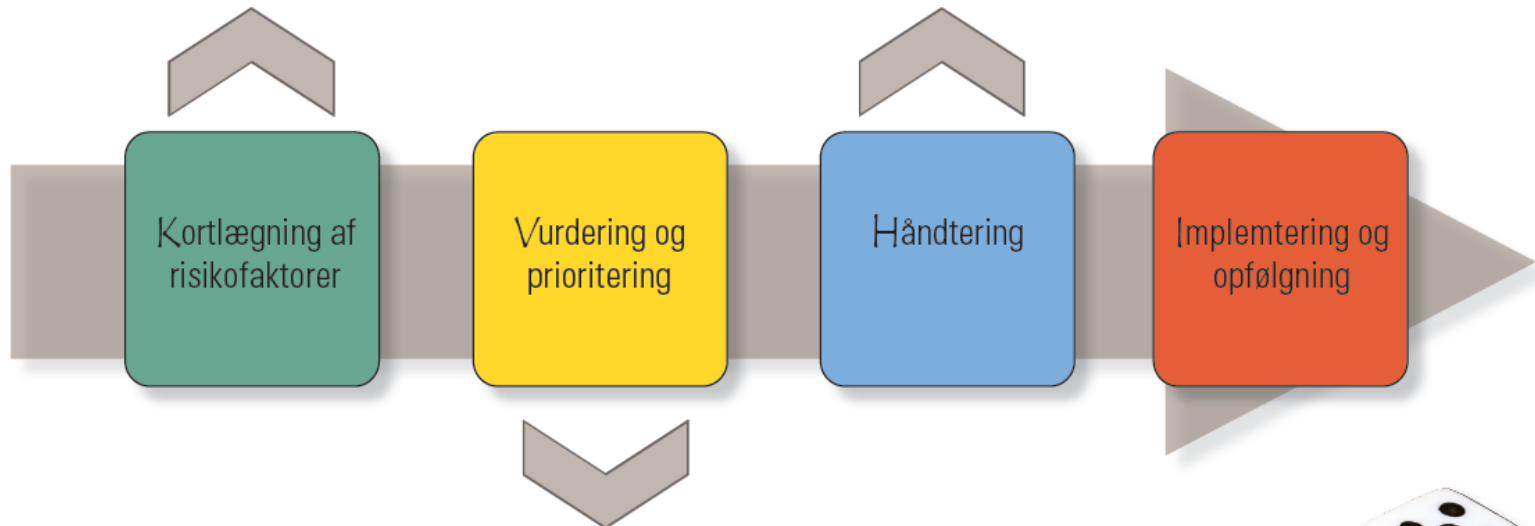 Kortlægning af
risikofaktorer
Vurdering og
prioritering
Håndtering
Implemtering og
opfølgning